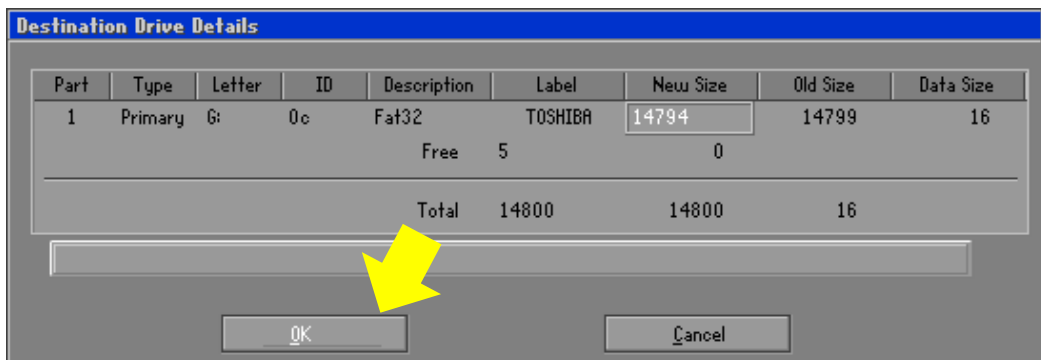 Destination Drive Details
Part Type Letter ID Description Label New Size Old Size Data Size
1 Primary G: 0c Fat32 TOSHIBA 14794 14799 16
Free 5 0
Total 14800 14800 16
OK Cancel